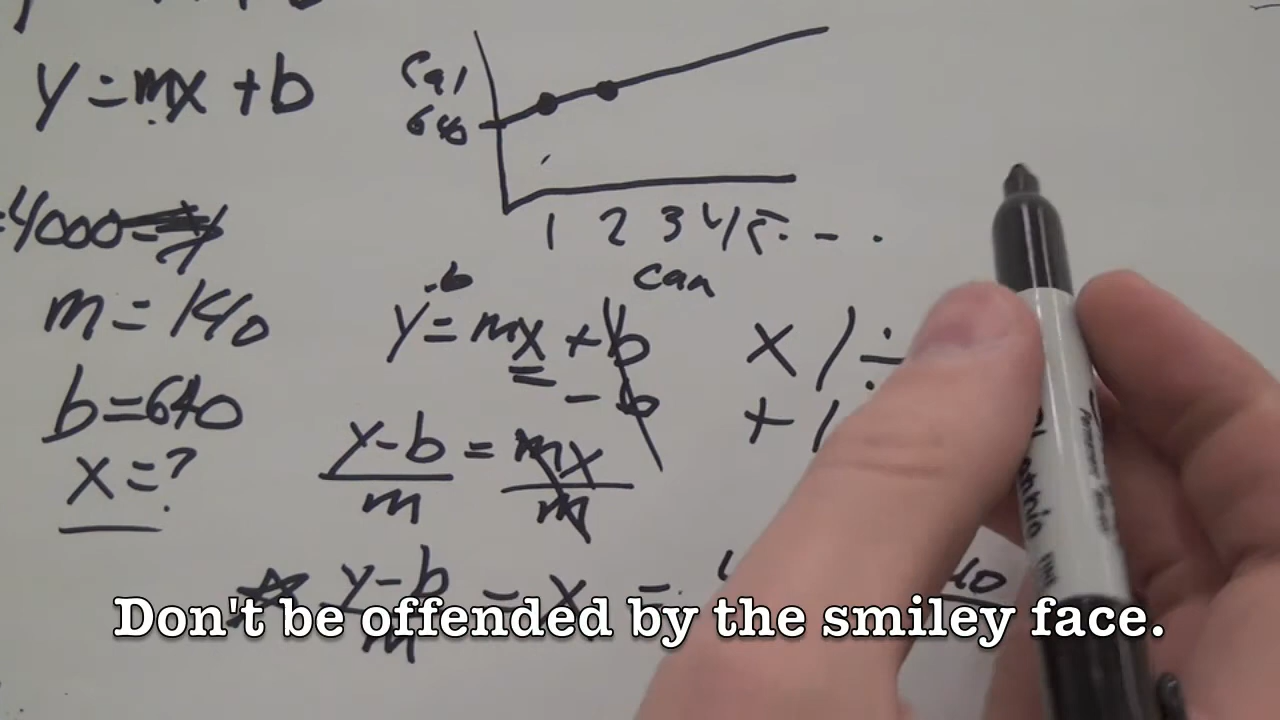 y = mx + b
Cal
640
=4000
1 2 3 4 5 - - .
can
m = 140
b = 640
x = ?
-b
y = mx + b
- b
y-b = mx
m m
x / ÷
+ /
☆ y-b = x =
m
40
Don't be offended by the smiley face.